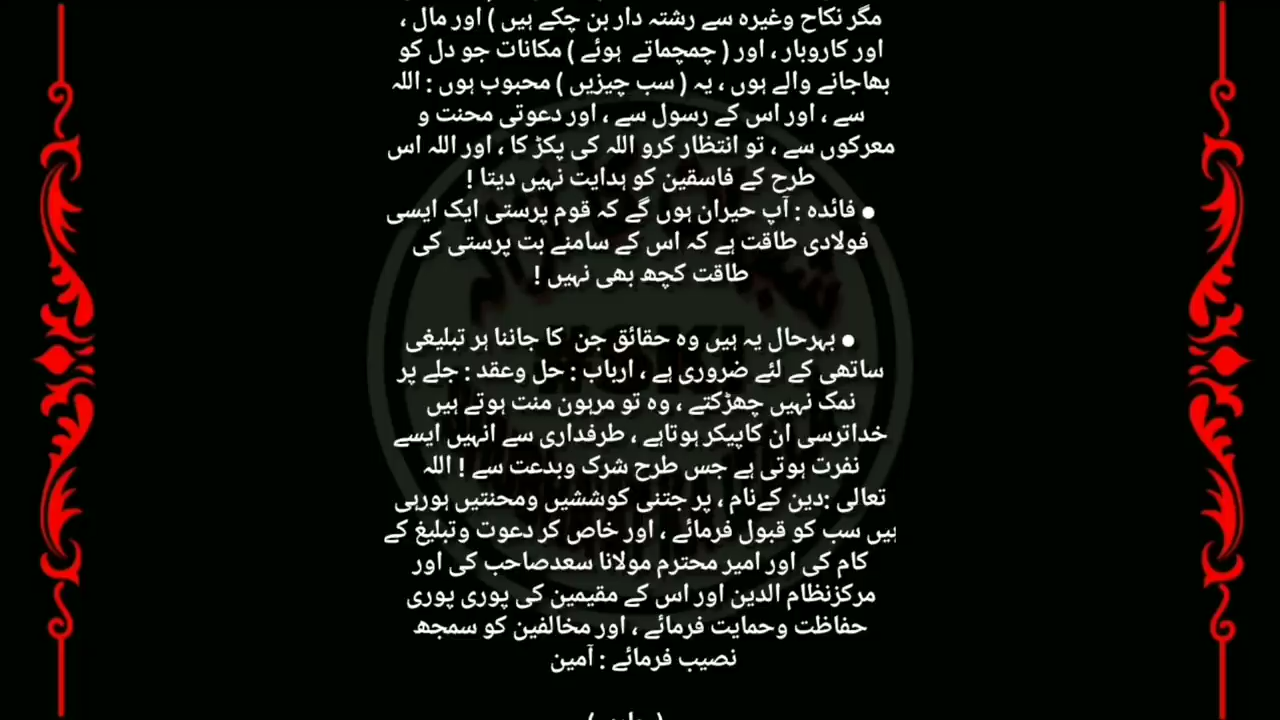 مگر نکاح وغیرہ سے رشتہ دار بن چکے ہیں ) اور مال ،
اور کاروبار ، اور ( چمچماتے ہوئے ) مکانات جو دل کو
بھاجانے والے ہوں ، یہ ( سب چیزیں ) محبوب ہوں : اللہ
سے ، اور اس کے رسول سے ، اور دعوتی محنت و
معرکوں سے ، تو انتظار کرو اللہ کی پکڑ کا ، اور اللہ اس
طرح کے فاسقین کو ہدایت نہیں دیتا !
● فائدہ : آپ حیران ہوں گے کہ قوم پرستی ایک ایسی
فولادی طاقت ہے کہ اس کے سامنے بت پرستی کی
طاقت کچھ بھی نہیں !
● بہرحال یہ ہیں وہ حقائق جن کا جاننا ہر تبلیغی
ساتھی کے لئے ضروری ہے ، ارباب : حل وعقد : جلے پر
نمک نہیں چھڑکتے ، وہ تو مرہون منت ہوتے ہیں
خداترسی ان کاپیکر ہوتاہے ، طرفداری سے انہیں ایسے
نفرت ہوتی ہے جس طرح شرک وبدعت سے ! اللہ
تعالی :دین کےنام ، پر جتنی کوششیں ومحنتیں ہورہی
ہیں سب کو قبول فرمائے ، اور خاص کر دعوت وتبلیغ کے
کام کی اور امیر محترم مولانا سعدصاحب کی اور
مرکزنظام الدین اور اس کے مقیمین کی پوری پوری
حفاظت وحمایت فرمائے ، اور مخالفین کو سمجھ
نصیب فرمائے : آمین